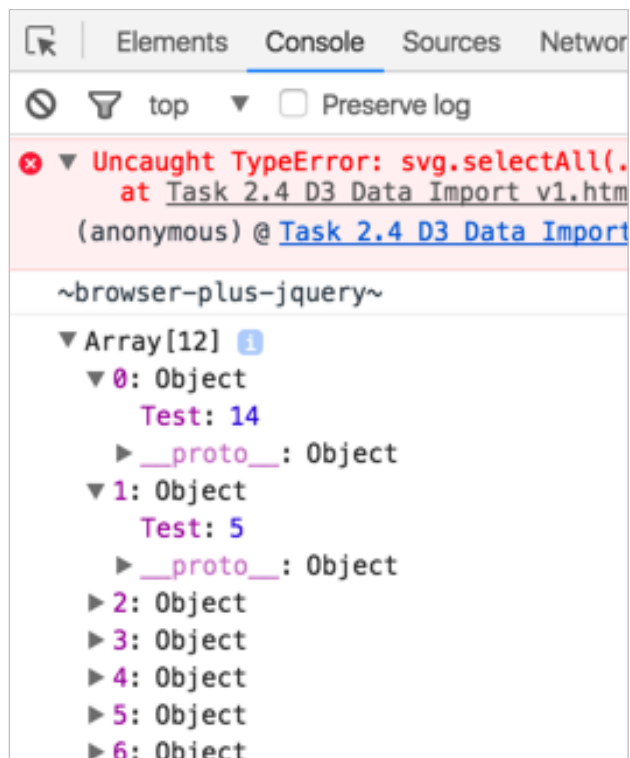 Elements Console Sources Networ
top Preserve log
Uncaught TypeError: svg.selectAll(.
at Task 2.4 D3 Data Import v1.htm
(anonymous) @ Task 2.4 D3 Data Import
~browser-plus-jquery~
Array[12] i
0: Object
Test: 14
__proto__: Object
1: Object
Test: 5
__proto__: Object
2: Object
3: Object
4: Object
5: Object
6: Object